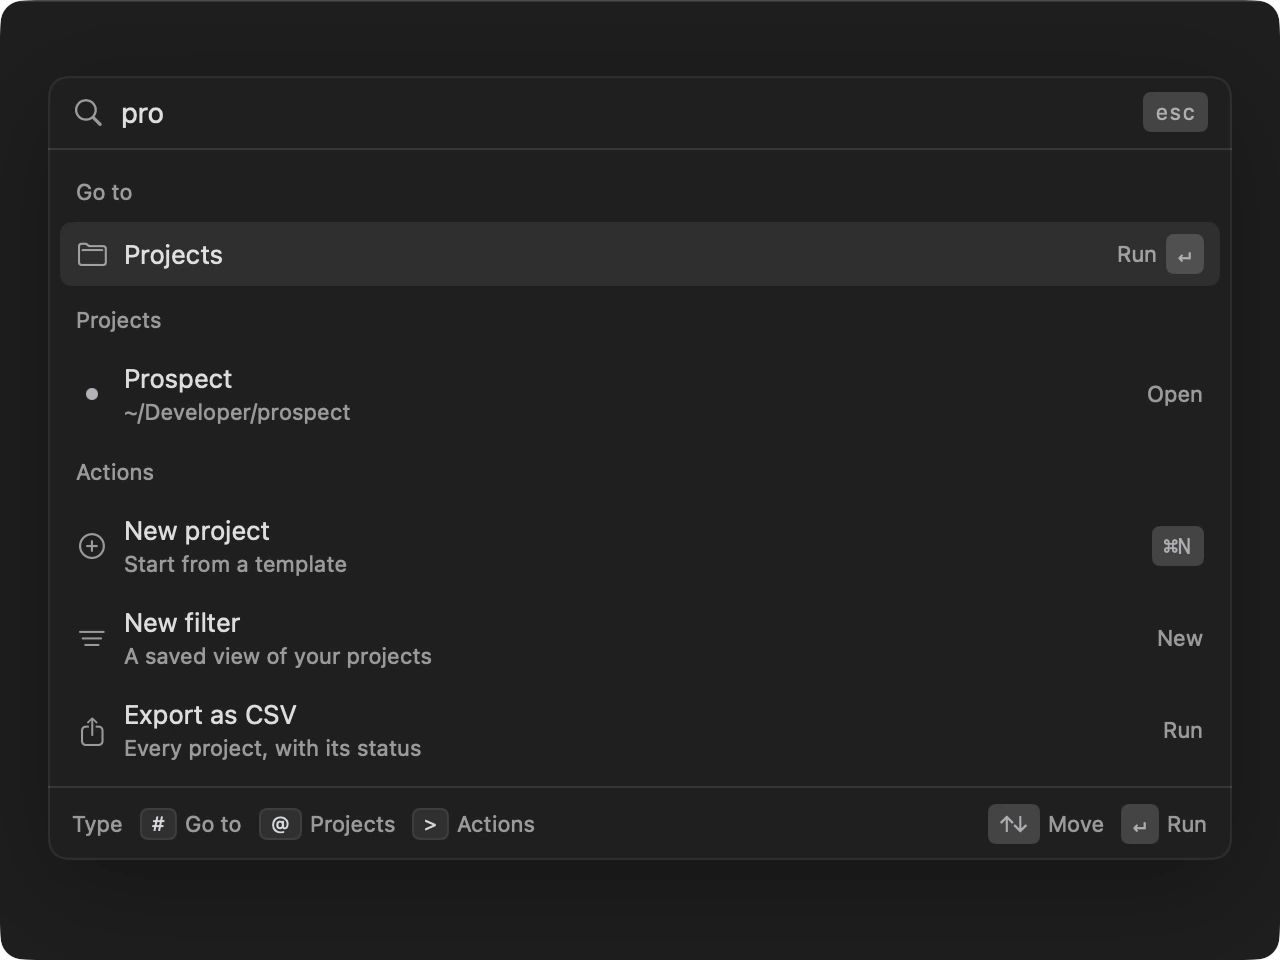 pro esc
Go to
Projects Run ↵
Projects
Prospect
~/Developer/prospect
Open
Actions
New project
Start from a template
⌘N
New filter
A saved view of your projects
New
Export as CSV
Every project, with its status
Run
Type # Go to @ Projects > Actions ↑↓ Move ↵ Run